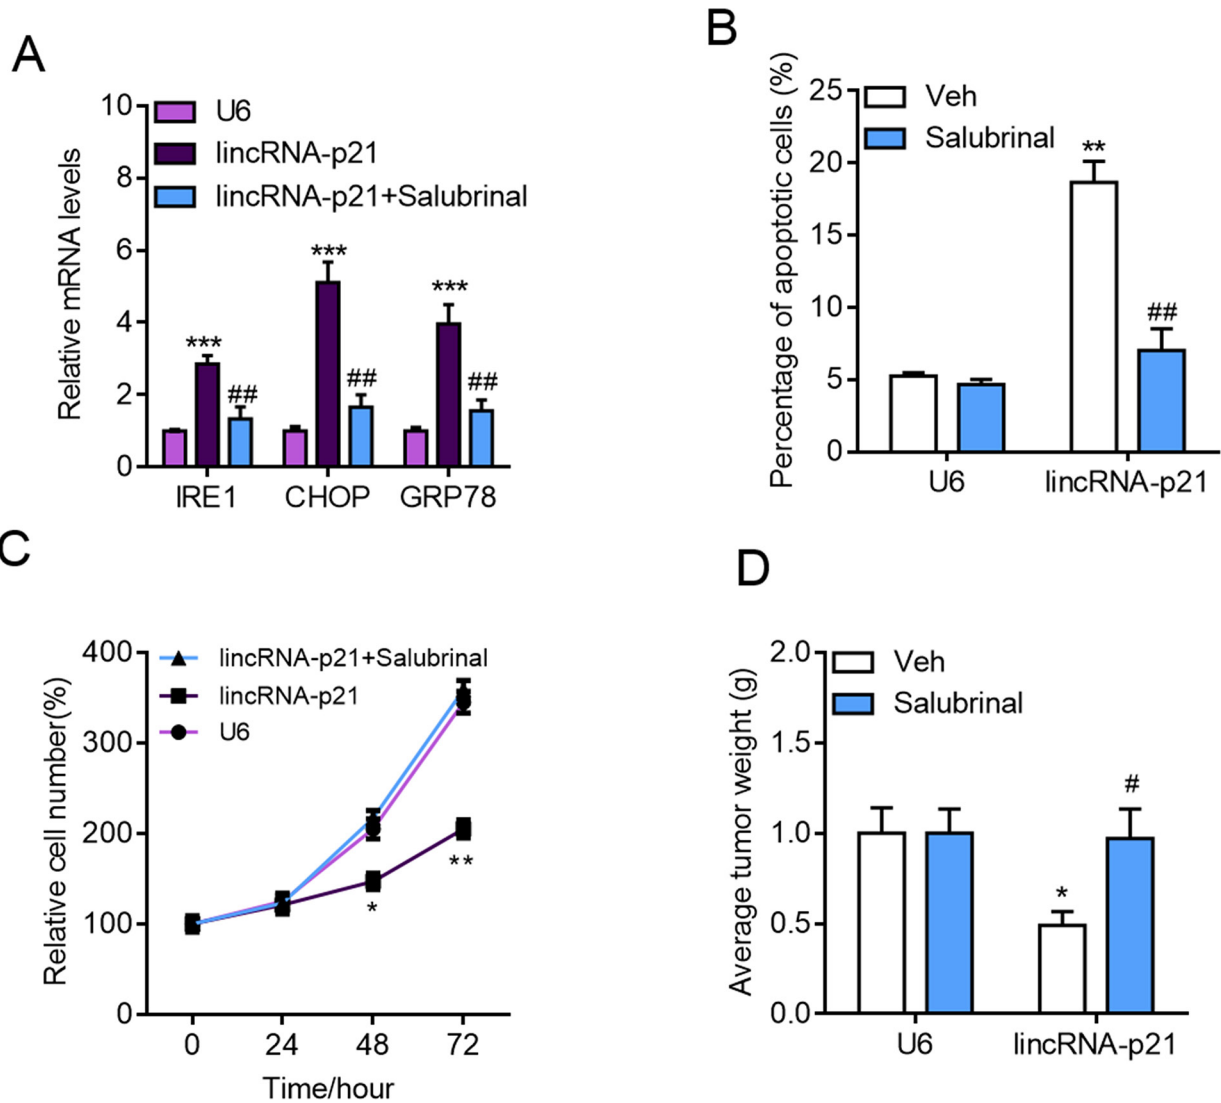 A
Relative mRNA levels
10
8
6
4
2
0
U6
lincRNA-p21
lincRNA-p21+Salubrinal
***
##
***
##
***
##
IRE1
CHOP
GRP78
B
Percentage of apoptotic cells (%)
25
20
15
10
5
0
Veh
Salubrinal
**
##
U6
lincRNA-p21
C
Relative cell number(%)
400
300
200
100
0
lincRNA-p21+Salubrinal
lincRNA-p21
U6
*
**
0
24
48
72
Time/hour
D
Average tumor weight (g)
2.0
1.5
1.0
0.5
0.0
Veh
Salubrinal
*
#
U6
lincRNA-p21